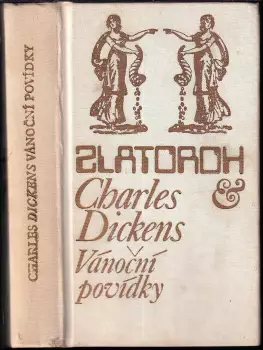 CHARLES DICKENS VÁNOČNÍ POVÍDKY
ZLATOROH
&
Charles
Dickens
Vánoční
povídky